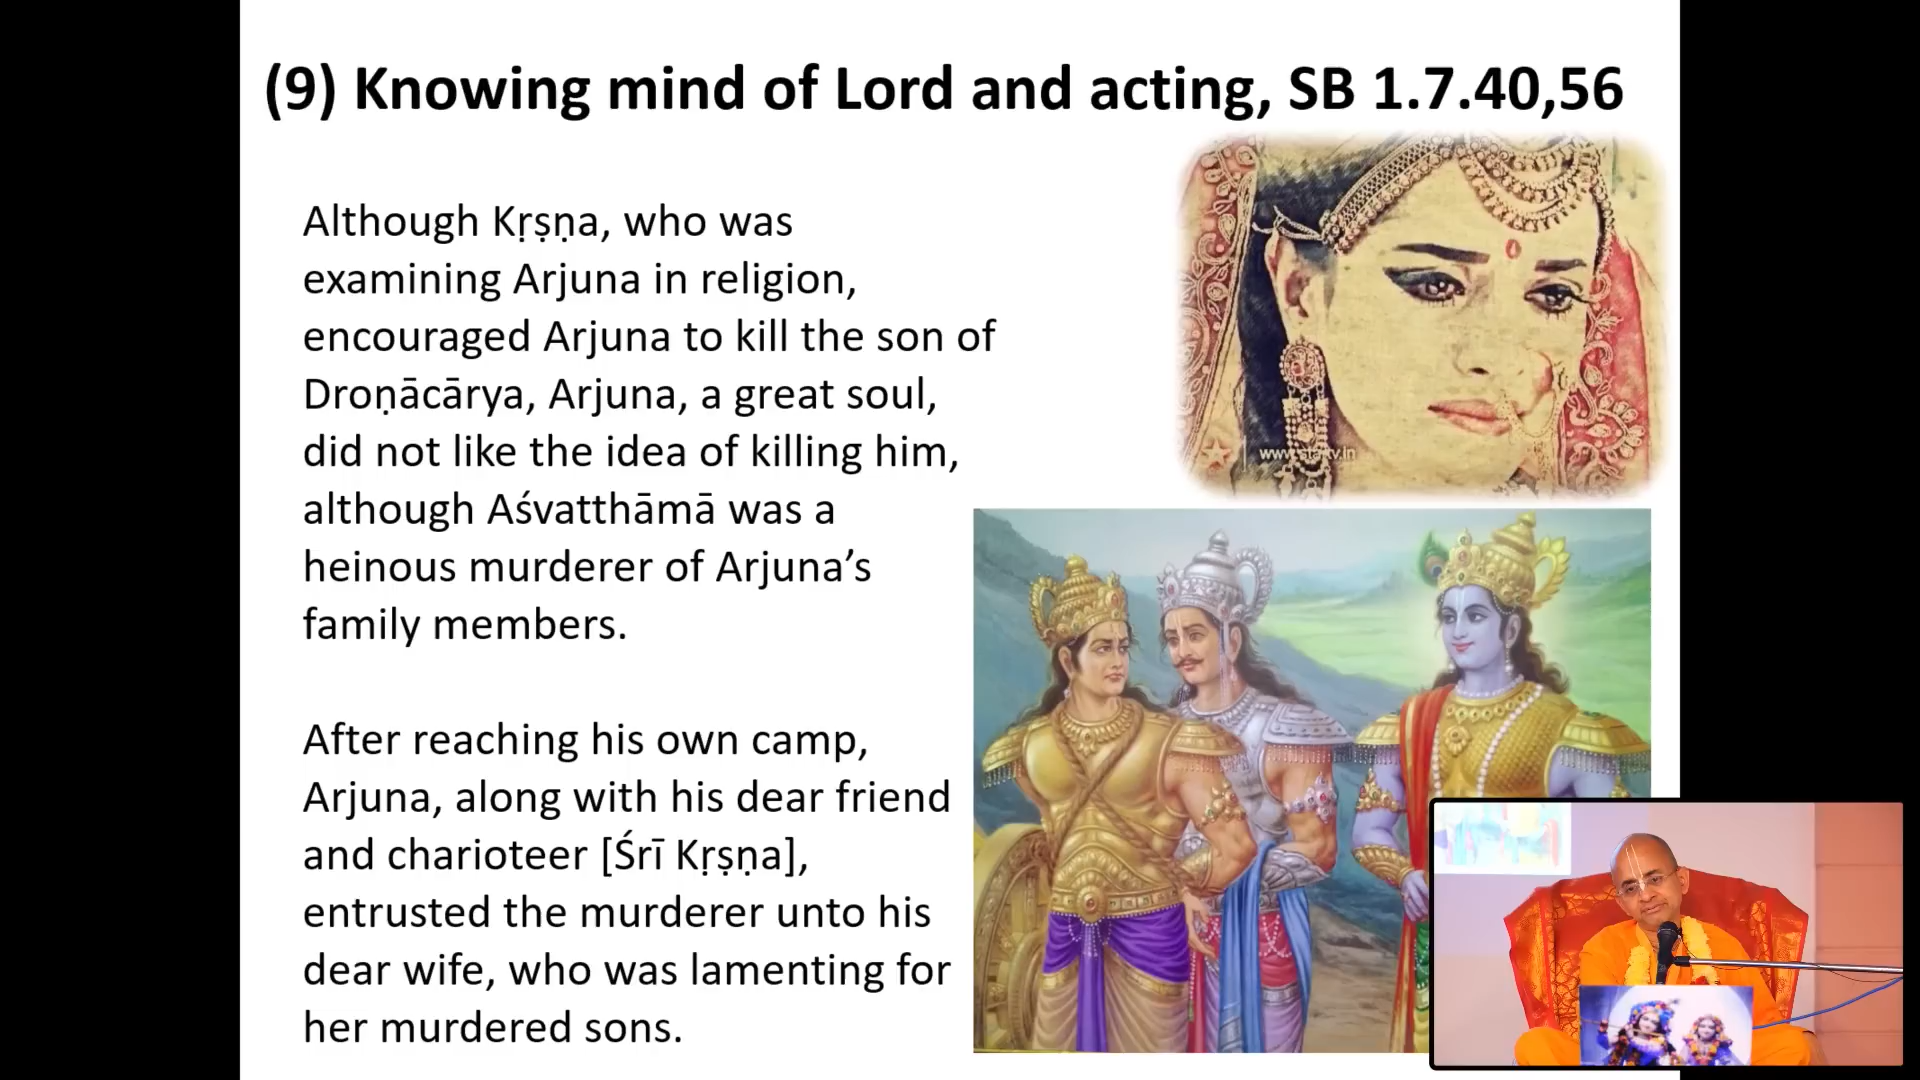 (9) Knowing mind of Lord and acting, SB 1.7.40,56
Although Kṛṣṇa, who was
examining Arjuna in religion,
encouraged Arjuna to kill the son of
Droṇācārya, Arjuna, a great soul,
did not like the idea of killing him,
although Aśvatthāmā was a
heinous murderer of Arjuna’s
family members.
After reaching his own camp,
Arjuna, along with his dear friend
and charioteer [Śrī Kṛṣṇa],
entrusted the murderer unto his
dear wife, who was lamenting for
her murdered sons.